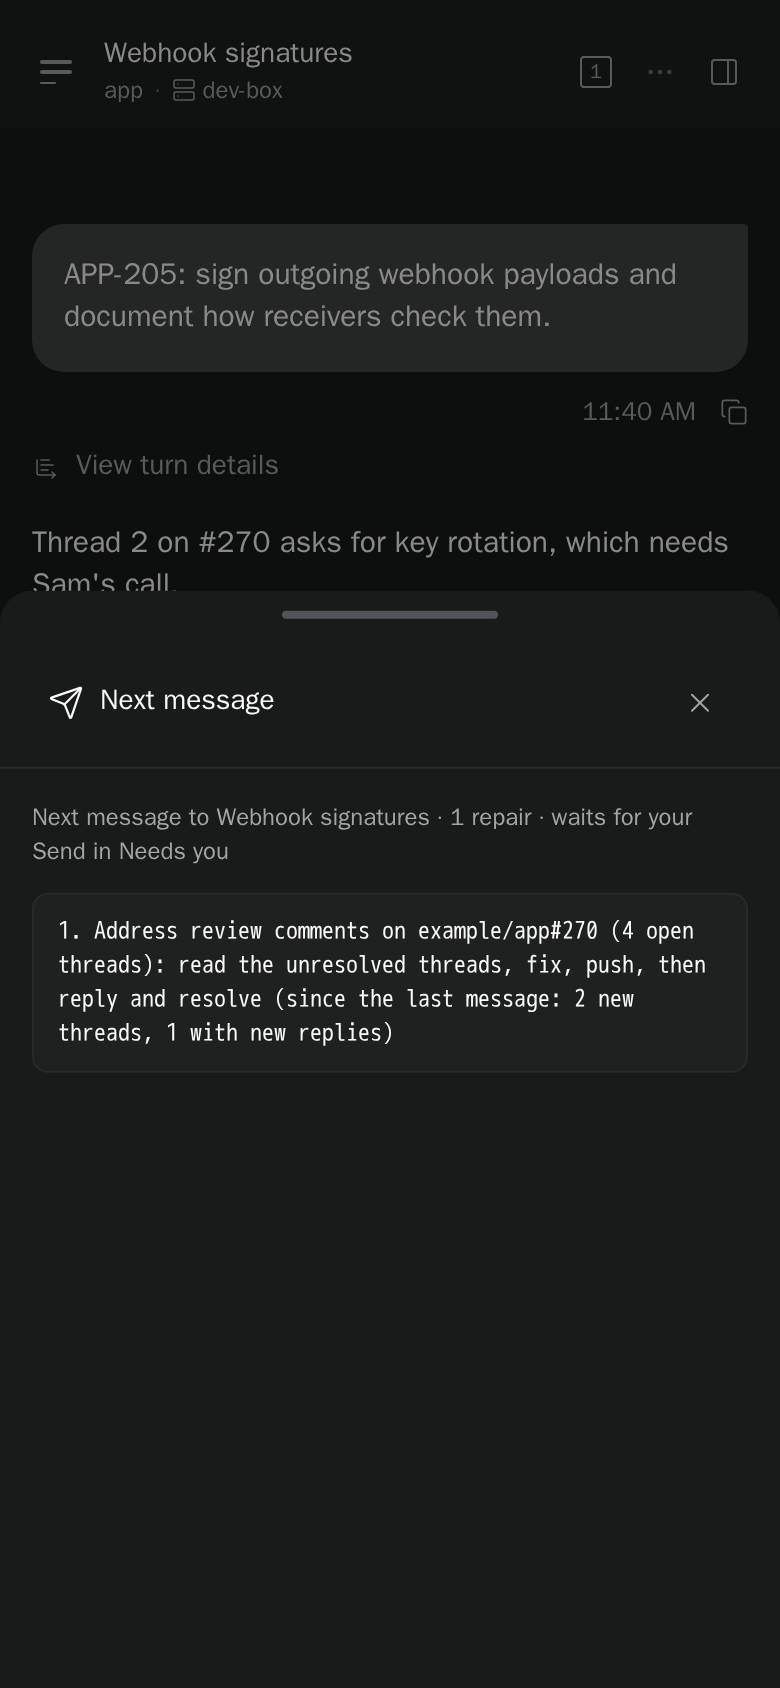 Webhook signatures
app · dev-box
1
APP-205: sign outgoing webhook payloads and
document how receivers check them.
11:40 AM
View turn details
Thread 2 on #270 asks for key rotation, which needs
Sam's call.
Next message
Next message to Webhook signatures · 1 repair · waits for your
Send in Needs you
1. Address review comments on example/app#270 (4 open
threads): read the unresolved threads, fix, push, then
reply and resolve (since the last message: 2 new
threads, 1 with new replies)